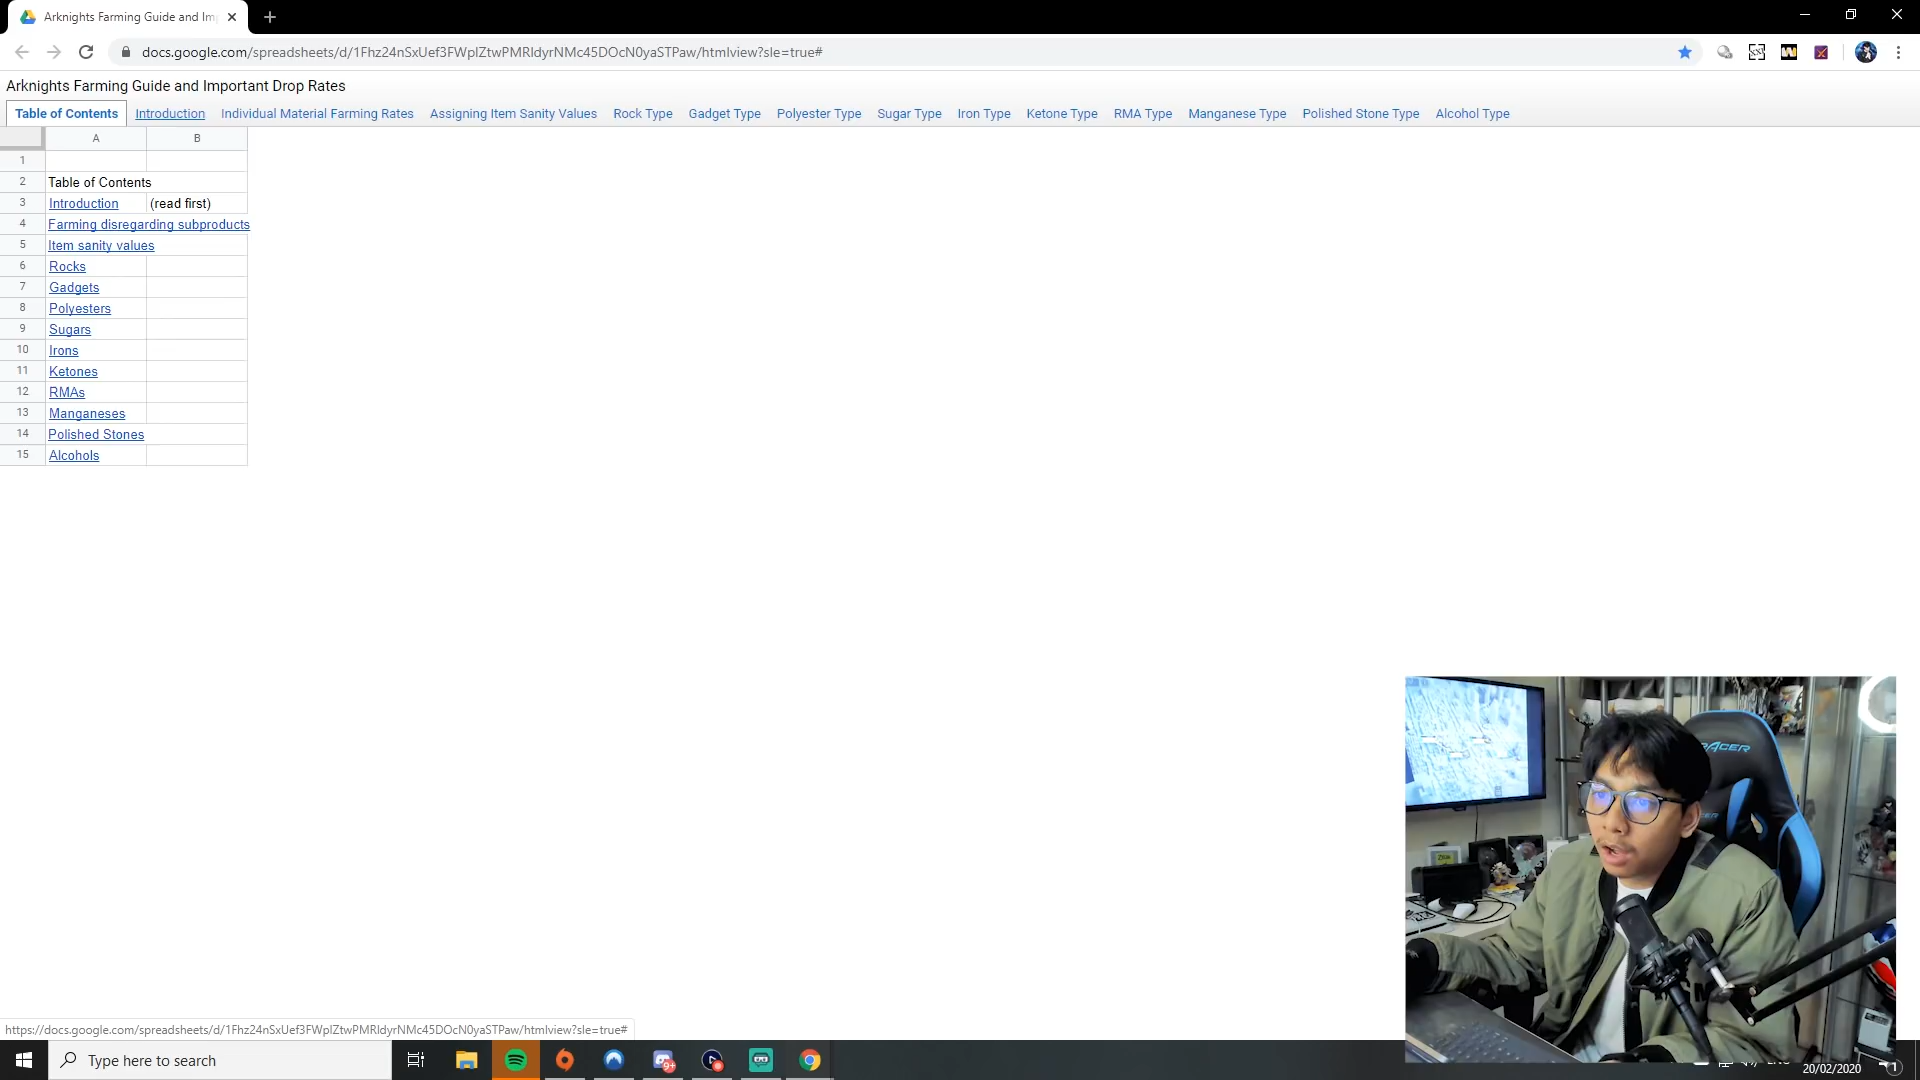 Arknights Farming Guide and Im
docs.google.com/spreadsheets/d/1Fhz24nSxUef3FWplZtwPMRldyrNMc45DOcN0yaSTPaw/htmlview?sle=true#
Arknights Farming Guide and Important Drop Rates
Table of Contents Introduction Individual Material Farming Rates Assigning Item Sanity Values Rock Type Gadget Type Polyester Type Sugar Type Iron Type Ketone Type RMA Type Manganese Type Polished Stone Type Alcohol Type
A B
1
2 Table of Contents
3 Introduction (read first)
4 Farming disregarding subproducts
5 Item sanity values
6 Rocks
7 Gadgets
8 Polyesters
9 Sugars
10 Irons
11 Ketones
12 RMAs
13 Manganeses
14 Polished Stones
15 Alcohols
https://docs.google.com/spreadsheets/d/1Fhz24nSxUef3FWplZtwPMRldyrNMc45DOcN0yaSTPaw/htmlview?sle=true#
Type here to search
9+
20/02/2020
1